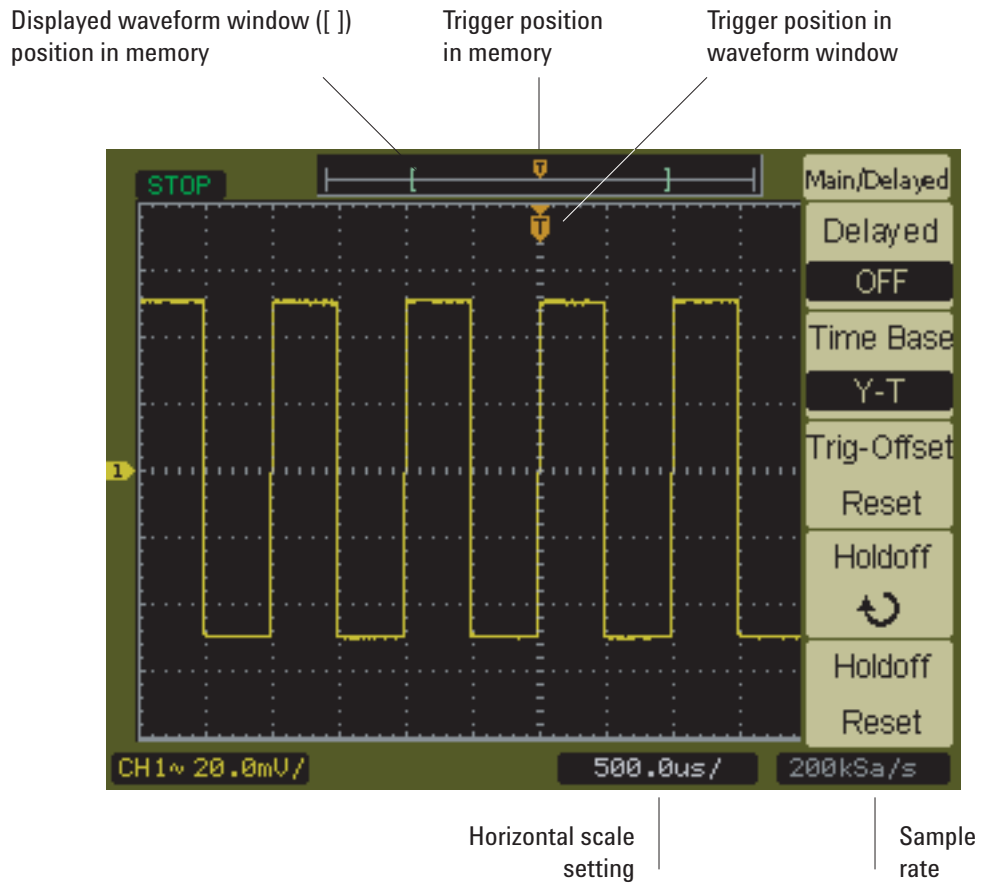 Displayed waveform window ([ ])
position in memory
Trigger position
in memory
Trigger position in
waveform window
STOP
T
[
]
T
1
Main/Delayed
Delayed
OFF
Time Base
Y-T
Trig-Offset
Reset
Holdoff
Holdoff
Reset
CH1~ 20.0mV/
500.0us/
200kSa/s
Horizontal scale
setting
Sample
rate